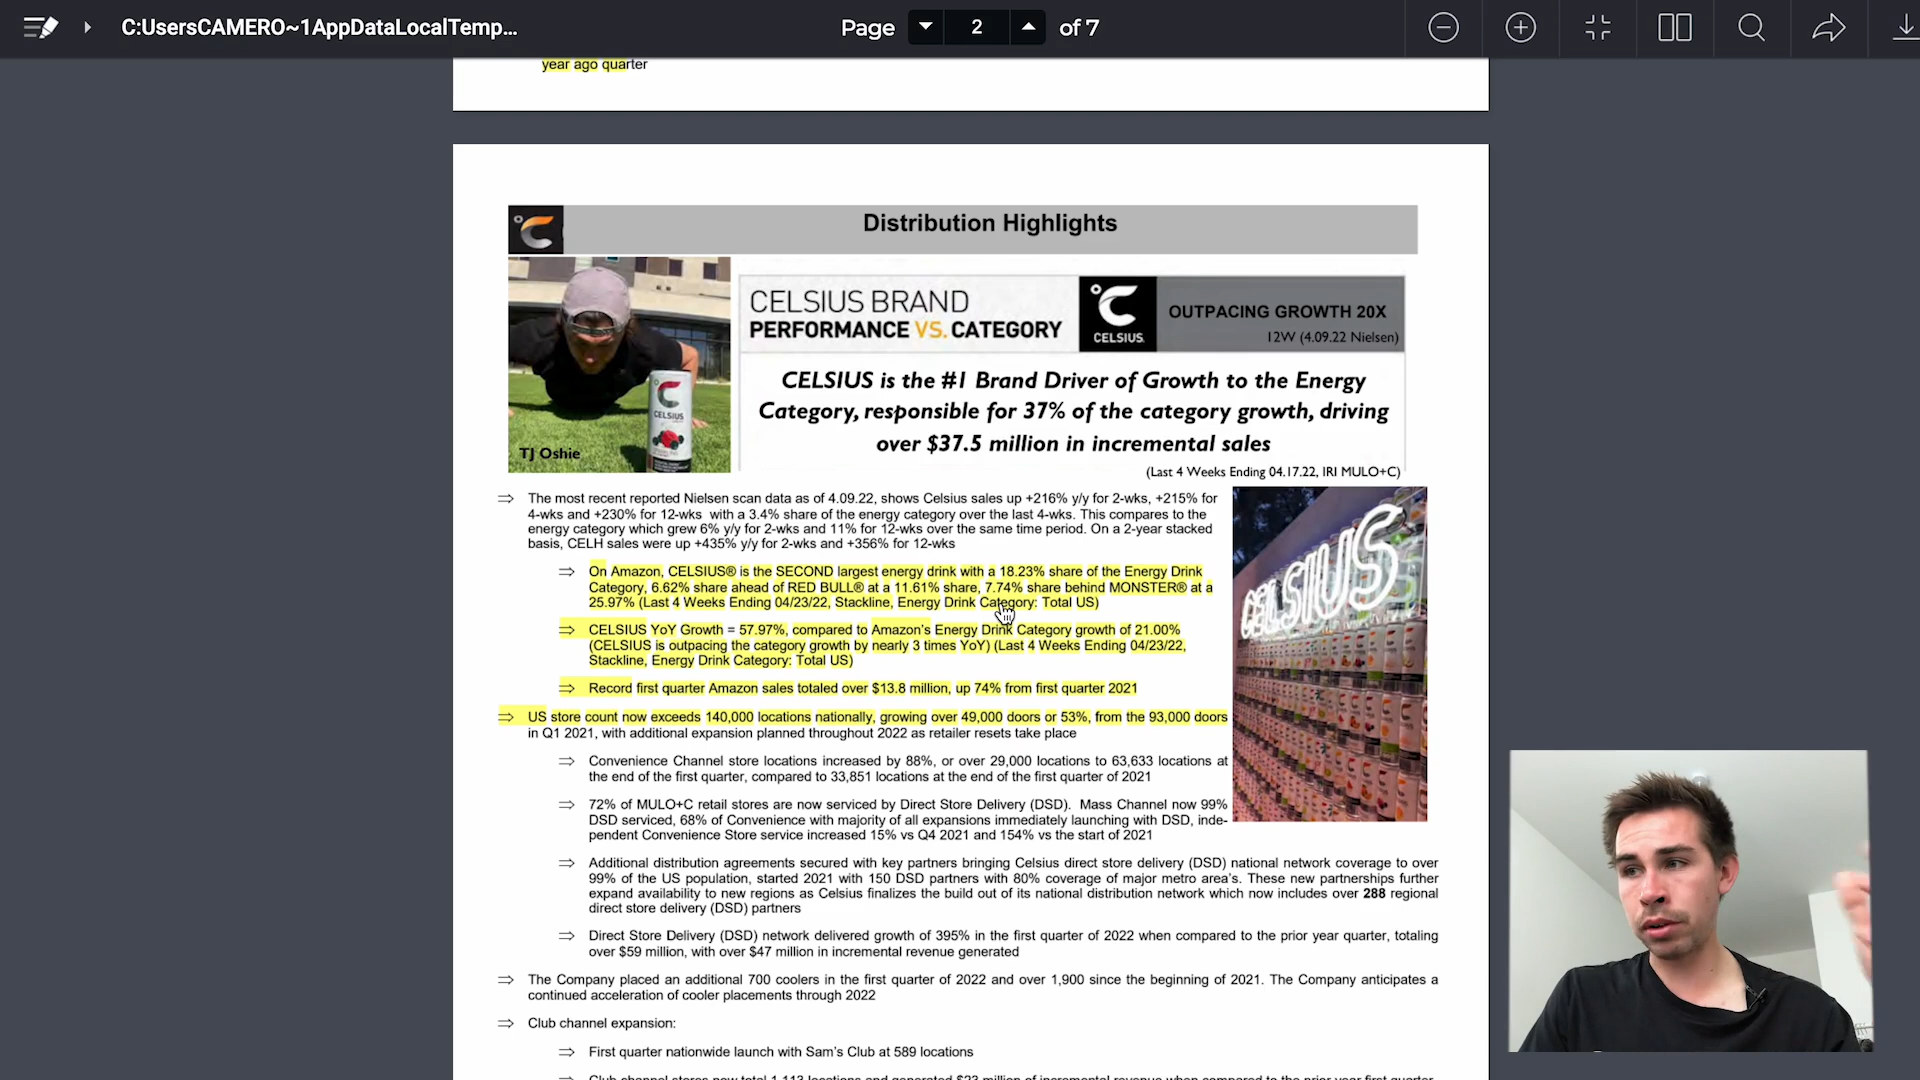 C:UsersCAMERO~1AppDataLocalTemp...
Page 2 of 7
year ago quarter
Distribution Highlights
CELSIUS BRAND
PERFORMANCE VS. CATEGORY
CELSIUS.
OUTPACING GROWTH 20X
12W (4.09.22 Nielsen)
CELSIUS is the #1 Brand Driver of Growth to the Energy
Category, responsible for 37% of the category growth, driving
over $37.5 million in incremental sales
(Last 4 Weeks Ending 04.17.22, IRI MULO+C)
CELSIUS
TJ Oshie
⇒ The most recent reported Nielsen scan data as of 4.09.22, shows Celsius sales up +216% y/y for 2-wks, +215% for
4-wks and +230% for 12-wks with a 3.4% share of the energy category over the last 4-wks. This compares to the
energy category which grew 6% y/y for 2-wks and 11% for 12-wks over the same time period. On a 2-year stacked
basis, CELH sales were up +435% y/y for 2-wks and +356% for 12-wks
⇒ On Amazon, CELSIUS® is the SECOND largest energy drink with a 18.23% share of the Energy Drink
Category, 6.62% share ahead of RED BULL® at a 11.61% share, 7.74% share behind MONSTER® at a
25.97% (Last 4 Weeks Ending 04/23/22, Stackline, Energy Drink Category: Total US)
⇒ CELSIUS YoY Growth = 57.97%, compared to Amazon's Energy Drink Category growth of 21.00%
(CELSIUS is outpacing the category growth by nearly 3 times YoY) (Last 4 Weeks Ending 04/23/22,
Stackline, Energy Drink Category: Total US)
⇒ Record first quarter Amazon sales totaled over $13.8 million, up 74% from first quarter 2021
⇒ US store count now exceeds 140,000 locations nationally, growing over 49,000 doors or 53%, from the 93,000 doors
in Q1 2021, with additional expansion planned throughout 2022 as retailer resets take place
⇒ Convenience Channel store locations increased by 88%, or over 29,000 locations to 63,633 locations at
the end of the first quarter, compared to 33,851 locations at the end of the first quarter of 2021
⇒ 72% of MULO+C retail stores are now serviced by Direct Store Delivery (DSD). Mass Channel now 99%
DSD serviced, 68% of Convenience with majority of all expansions immediately launching with DSD, inde-
pendent Convenience Store service increased 15% vs Q4 2021 and 154% vs the start of 2021
⇒ Additional distribution agreements secured with key partners bringing Celsius direct store delivery (DSD) national network coverage to over
99% of the US population, started 2021 with 150 DSD partners with 80% coverage of major metro area's. These new partnerships further
expand availability to new regions as Celsius finalizes the build out of its national distribution network which now includes over 288 regional
direct store delivery (DSD) partners
⇒ Direct Store Delivery (DSD) network delivered growth of 395% in the first quarter of 2022 when compared to the prior year quarter, totaling
over $59 million, with over $47 million in incremental revenue generated
⇒ The Company placed an additional 700 coolers in the first quarter of 2022 and over 1,900 since the beginning of 2021. The Company anticipates a
continued acceleration of cooler placements through 2022
⇒ Club channel expansion:
⇒ First quarter nationwide launch with Sam's Club at 589 locations
Club channel stores now total 1,113 locations and generated $23 million of incremental revenue when compared to the prior year first quarter
CELSIUS